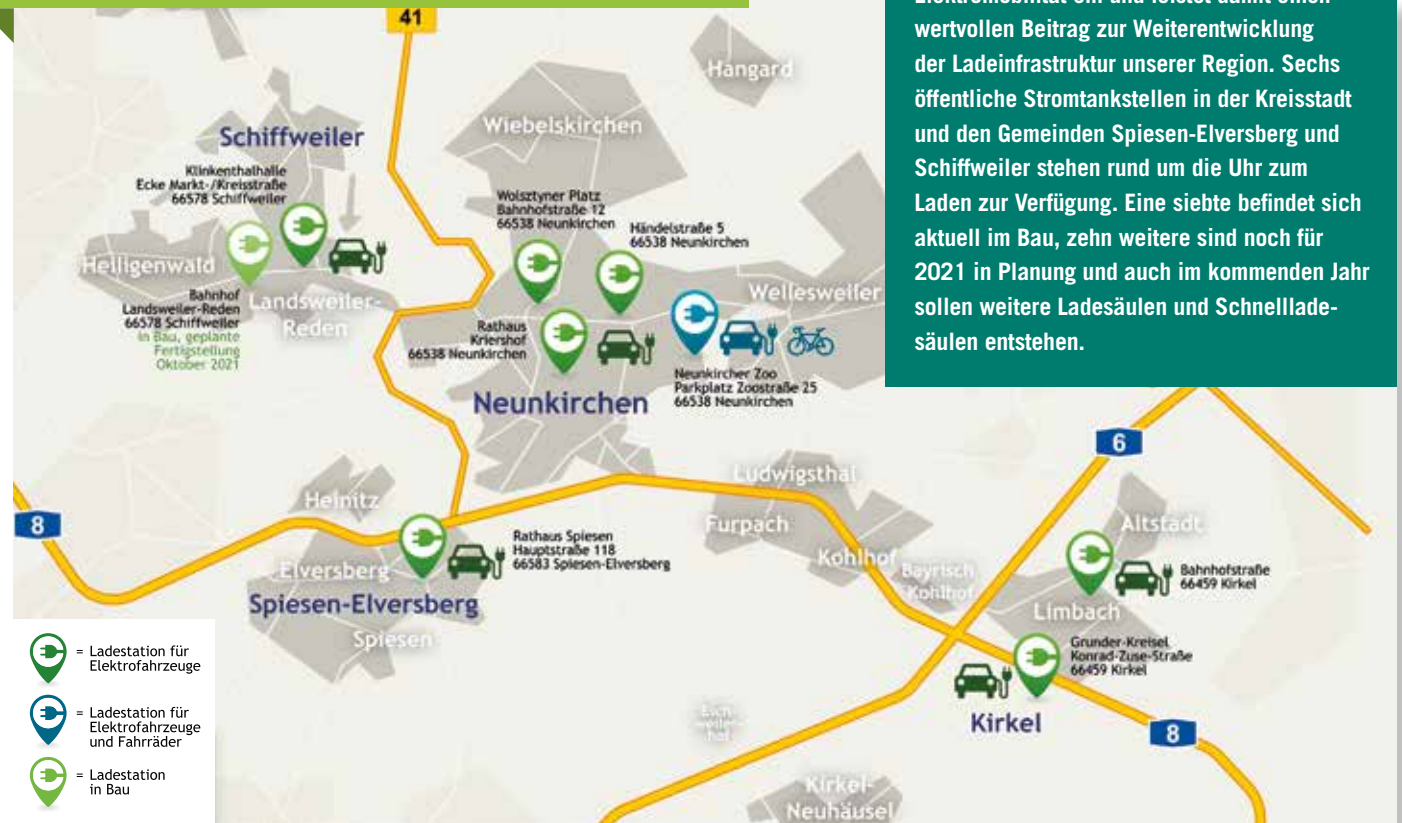 41
wertvollen Beitrag zur Weiterentwicklung
der Ladeinfrastruktur unserer Region. Sechs
öffentliche Stromtankstellen in der Kreisstadt
und den Gemeinden Spiesen-Elversberg und
Schiffweiler stehen rund um die Uhr zum
Laden zur Verfügung. Eine siebte befindet sich
aktuell im Bau, zehn weitere sind noch für
2021 in Planung und auch im kommenden Jahr
sollen weitere Ladesäulen und Schnelllade-
säulen entstehen.
Hangard
Wiebelskirchen
Schiffweiler
Klinkenthalhalle
Ecke Markt-/Kreisstraße
66578 Schiffweiler
Wolsztyner Platz
Bahnhofstraße 12
66538 Neunkirchen
Händelstraße 5
66538 Neunkirchen
Heiligenwald
Bahnhof
Landsweiler-Reden
66578 Schiffweiler
in Bau, geplante
Fertigstellung
Oktober 2021
Landsweiler-
Reden
Wellesweiler
Rathaus
Kriershof
66538 Neunkirchen
Neunkircher Zoo
Parkplatz Zoostraße 25
66538 Neunkirchen
Neunkirchen
6
Ludwigsthal
Heinitz
8
Furpach
Altstadt
Rathaus Spiesen
Hauptstraße 118
66583 Spiesen-Elversberg
Kohlhof
Bayrisch
Kohlhof
Elversberg
Bahnhofstraße
66459 Kirkel
Spiesen-Elversberg
Limbach
Spiesen
Grunder-Kreisel
Konrad-Zuse-Straße
66459 Kirkel
Kirkel
8
Kirkel-
Neuhäusel
= Ladestation für
Elektrofahrzeuge
= Ladestation für
Elektrofahrzeuge
und Fahrräder
= Ladestation
in Bau